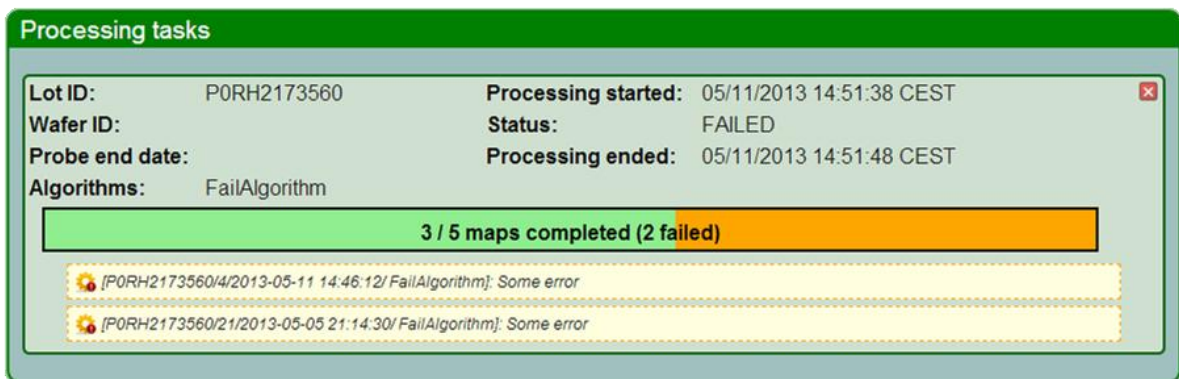 Processing tasks
Lot ID: P0RH2173560 Processing started: 05/11/2013 14:51:38 CEST
Wafer ID: Status: FAILED
Probe end date: Processing ended: 05/11/2013 14:51:48 CEST
Algorithms: FailAlgorithm
3 / 5 maps completed (2 failed)
[P0RH2173560/4/2013-05-11 14:46:12/ FailAlgorithm]: Some error
[P0RH2173560/21/2013-05-05 21:14:30/ FailAlgorithm]: Some error